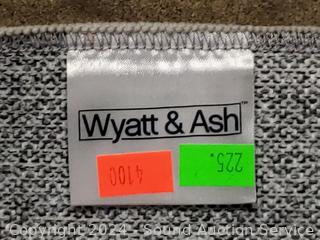 Wyatt & Ash™
4100
225.
Copyright 2024 - Sound Auction Service